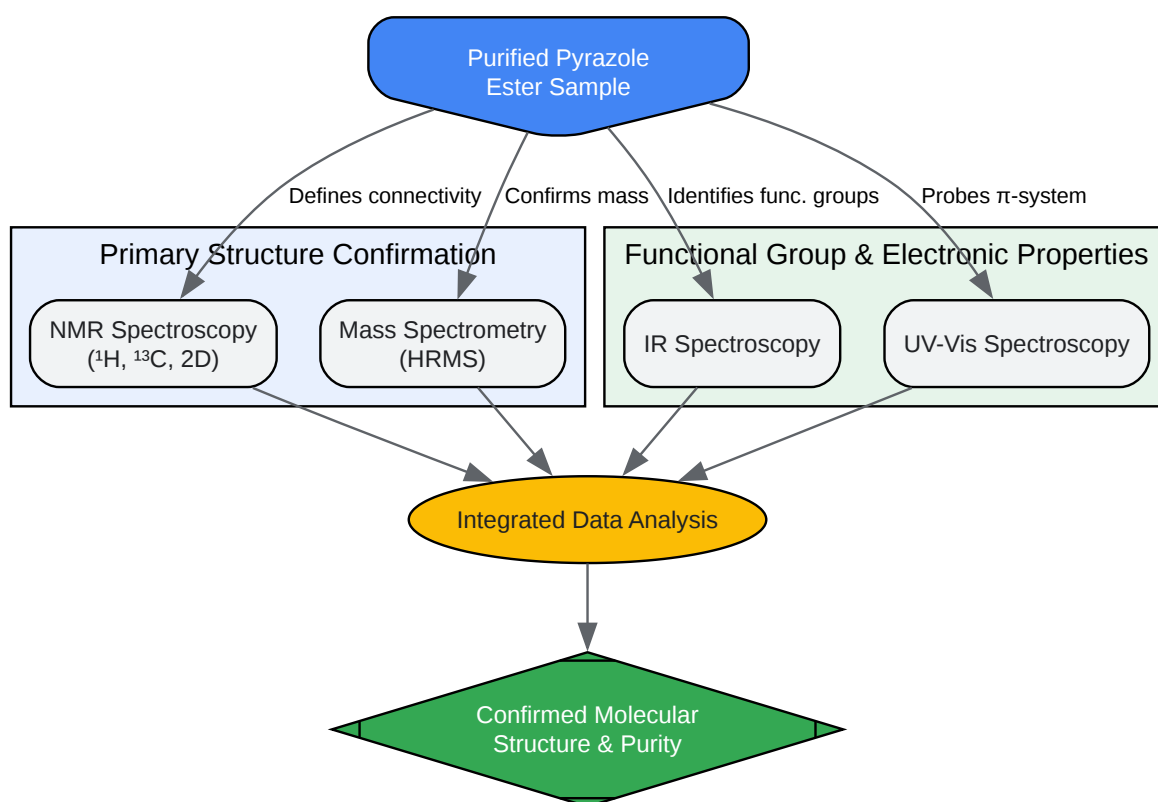 Purified Pyrazole
Ester Sample
Defines connectivity
Confirms mass
Identifies func. groups
Probes π-system
Primary Structure Confirmation
Functional Group & Electronic Properties
NMR Spectroscopy
(¹H, ¹³C, 2D)
Mass Spectrometry
(HRMS)
IR Spectroscopy
UV-Vis Spectroscopy
Integrated Data Analysis
Confirmed Molecular
Structure & Purity